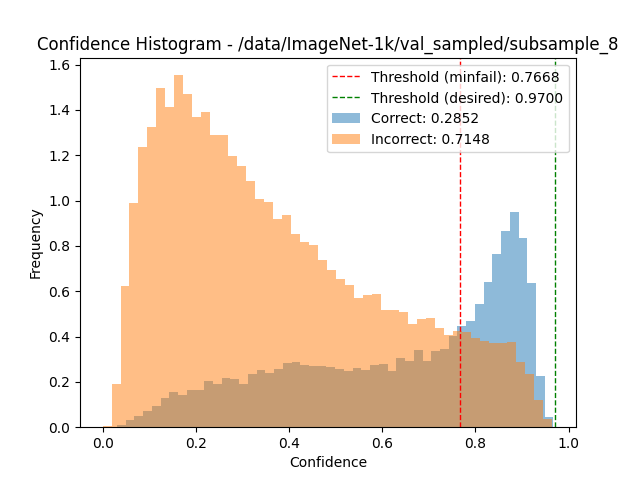 Confidence Histogram - /data/ImageNet-1k/val_sampled/subsample_8
Threshold (minfail): 0.7668
Threshold (desired): 0.9700
Correct: 0.2852
Incorrect: 0.7148
Frequency
1.6
1.4
1.2
1.0
0.8
0.6
0.4
0.2
0.0
0.0 0.2 0.4 0.6 0.8 1.0
Confidence